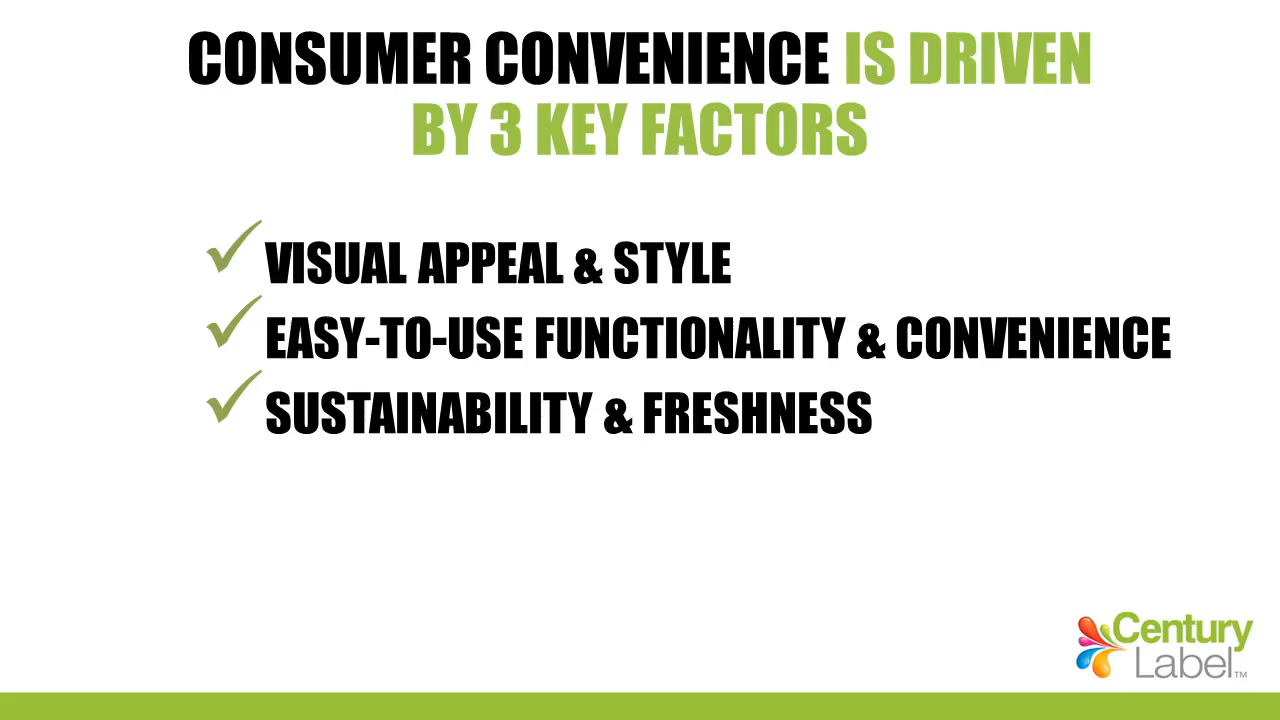 CONSUMER CONVENIENCE IS DRIVEN
BY 3 KEY FACTORS
VISUAL APPEAL & STYLE
EASY-TO-USE FUNCTIONALITY & CONVENIENCE
SUSTAINABILITY & FRESHNESS
Century
Label™